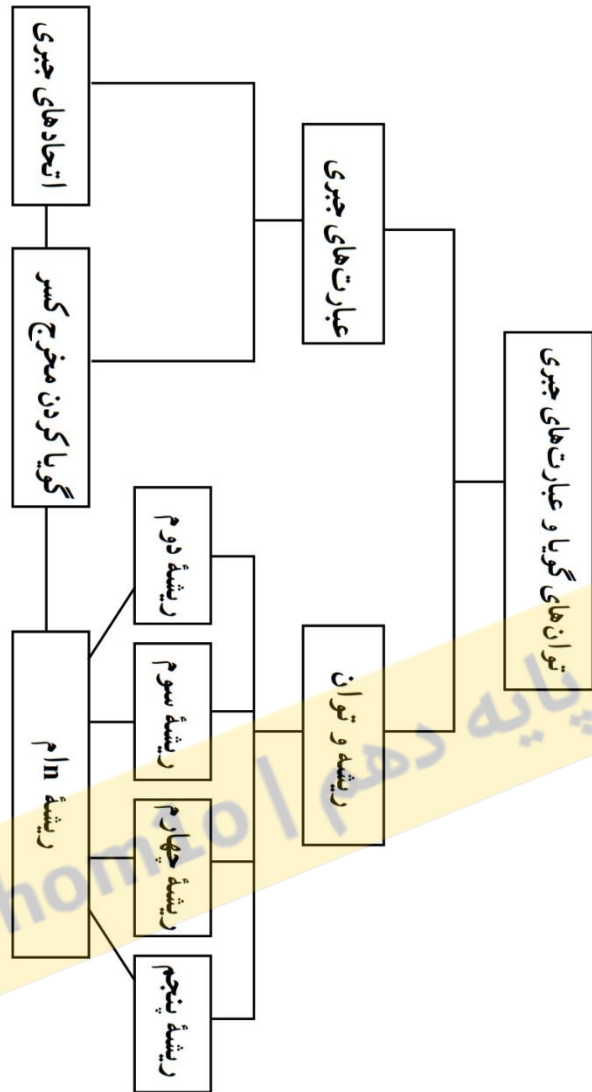 توان‌های گویا و عبارت‌های جبری
عبارت‌های جبری
ریشه و توان
ریشهٔ دوم
ریشهٔ سوم
ریشهٔ چهارم
ریشهٔ پنجم
اتحادهای جبری
گویا کردن مخرج کسر
ریشهٔ nام
پایه دهم | hom1o